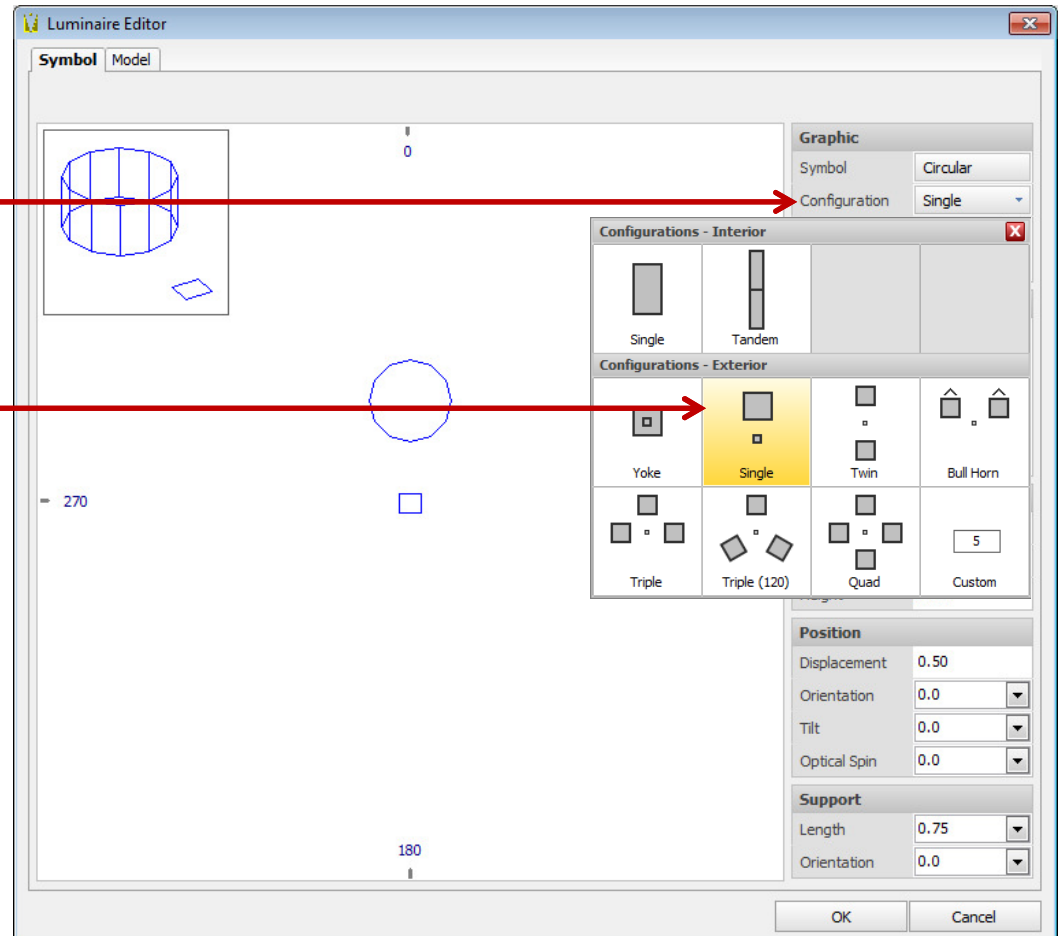 Luminaire Editor
Symbol Model
0
270
180
Graphic
Symbol Circular
Configuration Single
Configurations - Interior
Single Tandem
Configurations - Exterior
Yoke Single Twin Bull Horn
5
Triple Triple (120) Quad Custom
Position
Displacement 0.50
Orientation 0.0
Tilt 0.0
Optical Spin 0.0
Support
Length 0.75
Orientation 0.0
OK Cancel